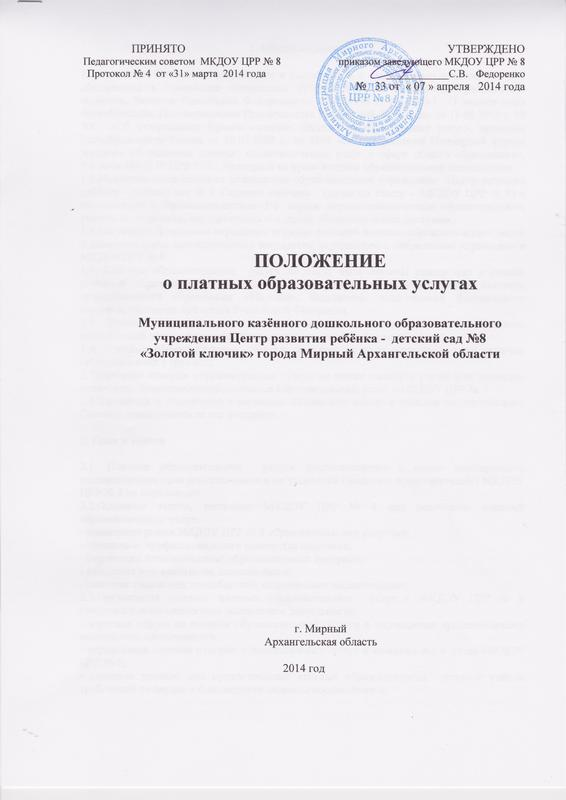 ПРИНЯТО УТВЕРЖДЕНО
Педагогическим советом МКДОУ ЦРР № 8 приказом заведующего МКДОУ ЦРР № 8
Протокол № 4 от «31» марта 2014 года С.В. Федоренко
№ 33 от « 07 » апреля 2014 года
ЦРР №8
ПОЛОЖЕНИЕ
о платных образовательных услугах
Муниципального казённого дошкольного образовательного
учреждения Центр развития ребёнка - детский сад №8
«Золотой ключик» города Мирный Архангельской области
г. Мирный
Архангельская область
2014 год